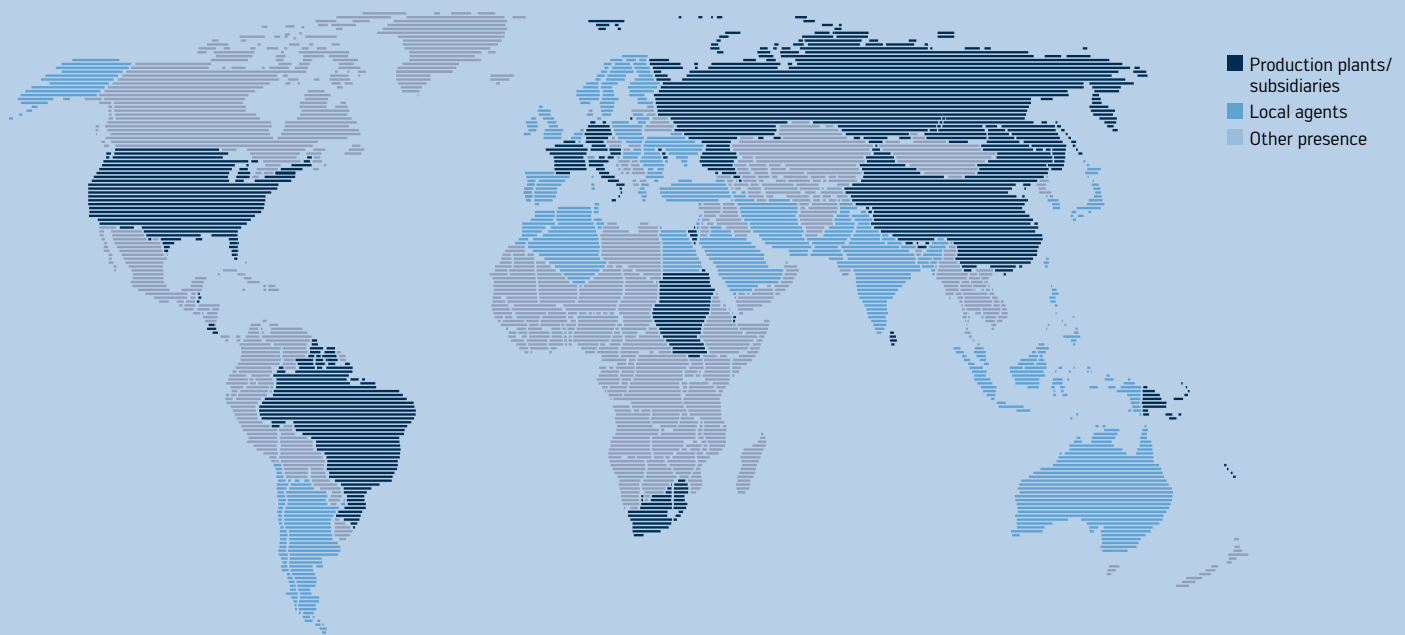 Production plants/
subsidiaries
Local agents
Other presence